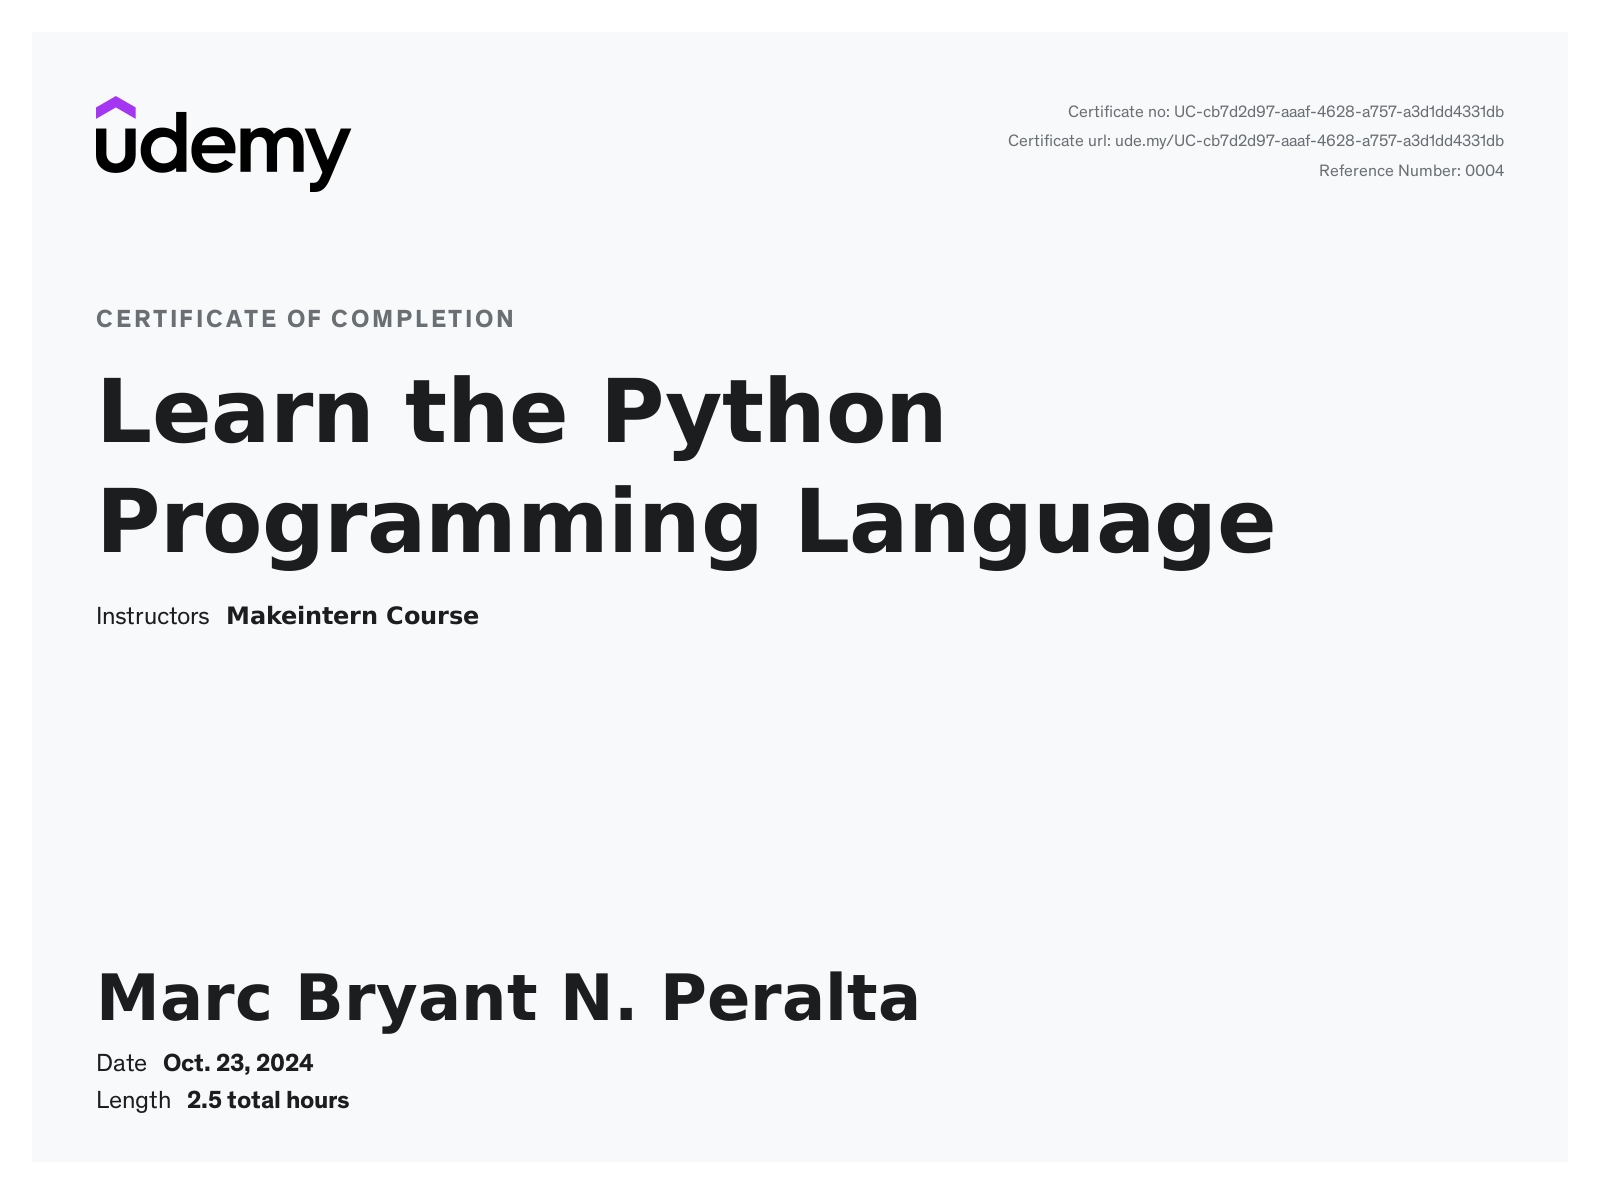 udemy
Certificate no: UC-cb7d2d97-aaaf-4628-a757-a3d1dd4331db
Certificate url: ude.my/UC-cb7d2d97-aaaf-4628-a757-a3d1dd4331db
Reference Number: 0004
CERTIFICATE OF COMPLETION
Learn the Python
Programming Language
Instructors Makeintern Course
Marc Bryant N. Peralta
Date Oct. 23, 2024
Length 2.5 total hours